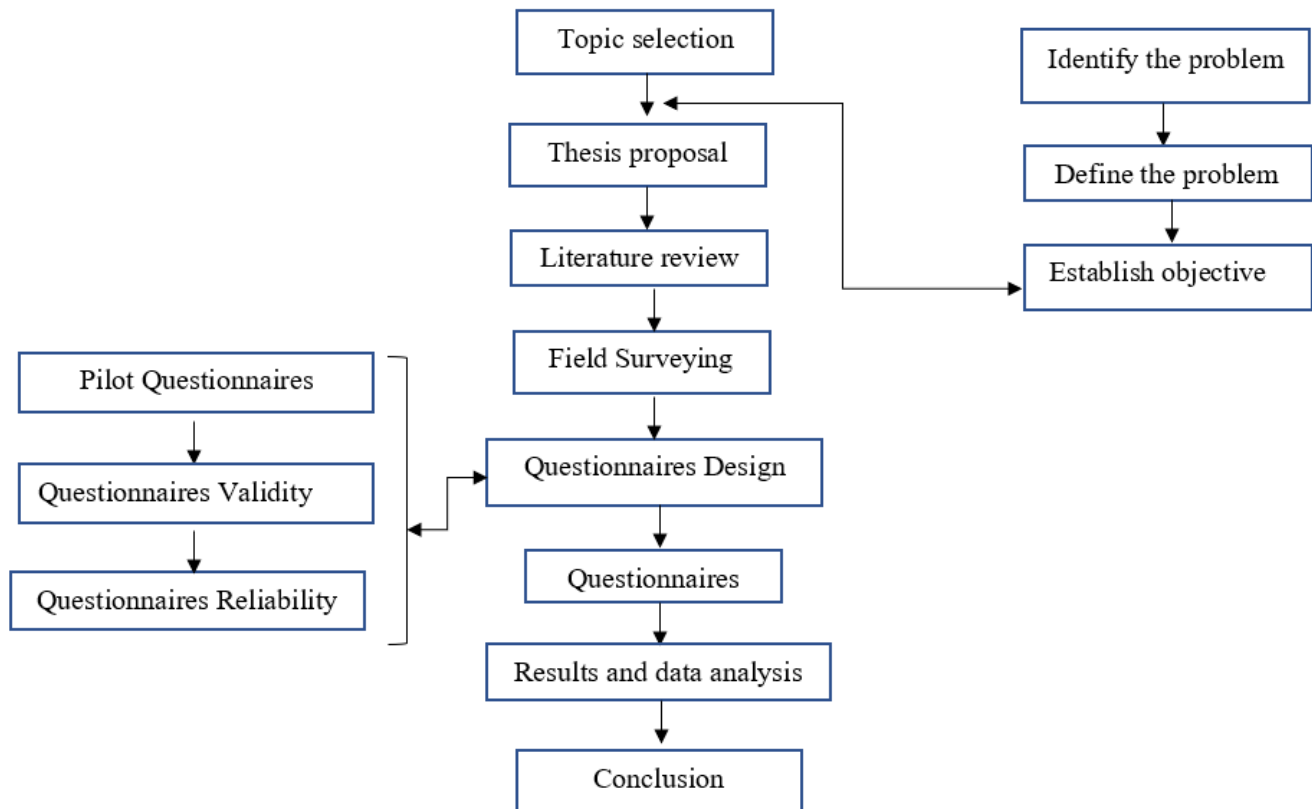 Topic selection
Identify the problem
Thesis proposal
Define the problem
Literature review
Establish objective
Field Surveying
Pilot Questionnaires
Questionnaires Design
Questionnaires Validity
Questionnaires
Questionnaires Reliability
Results and data analysis
Conclusion